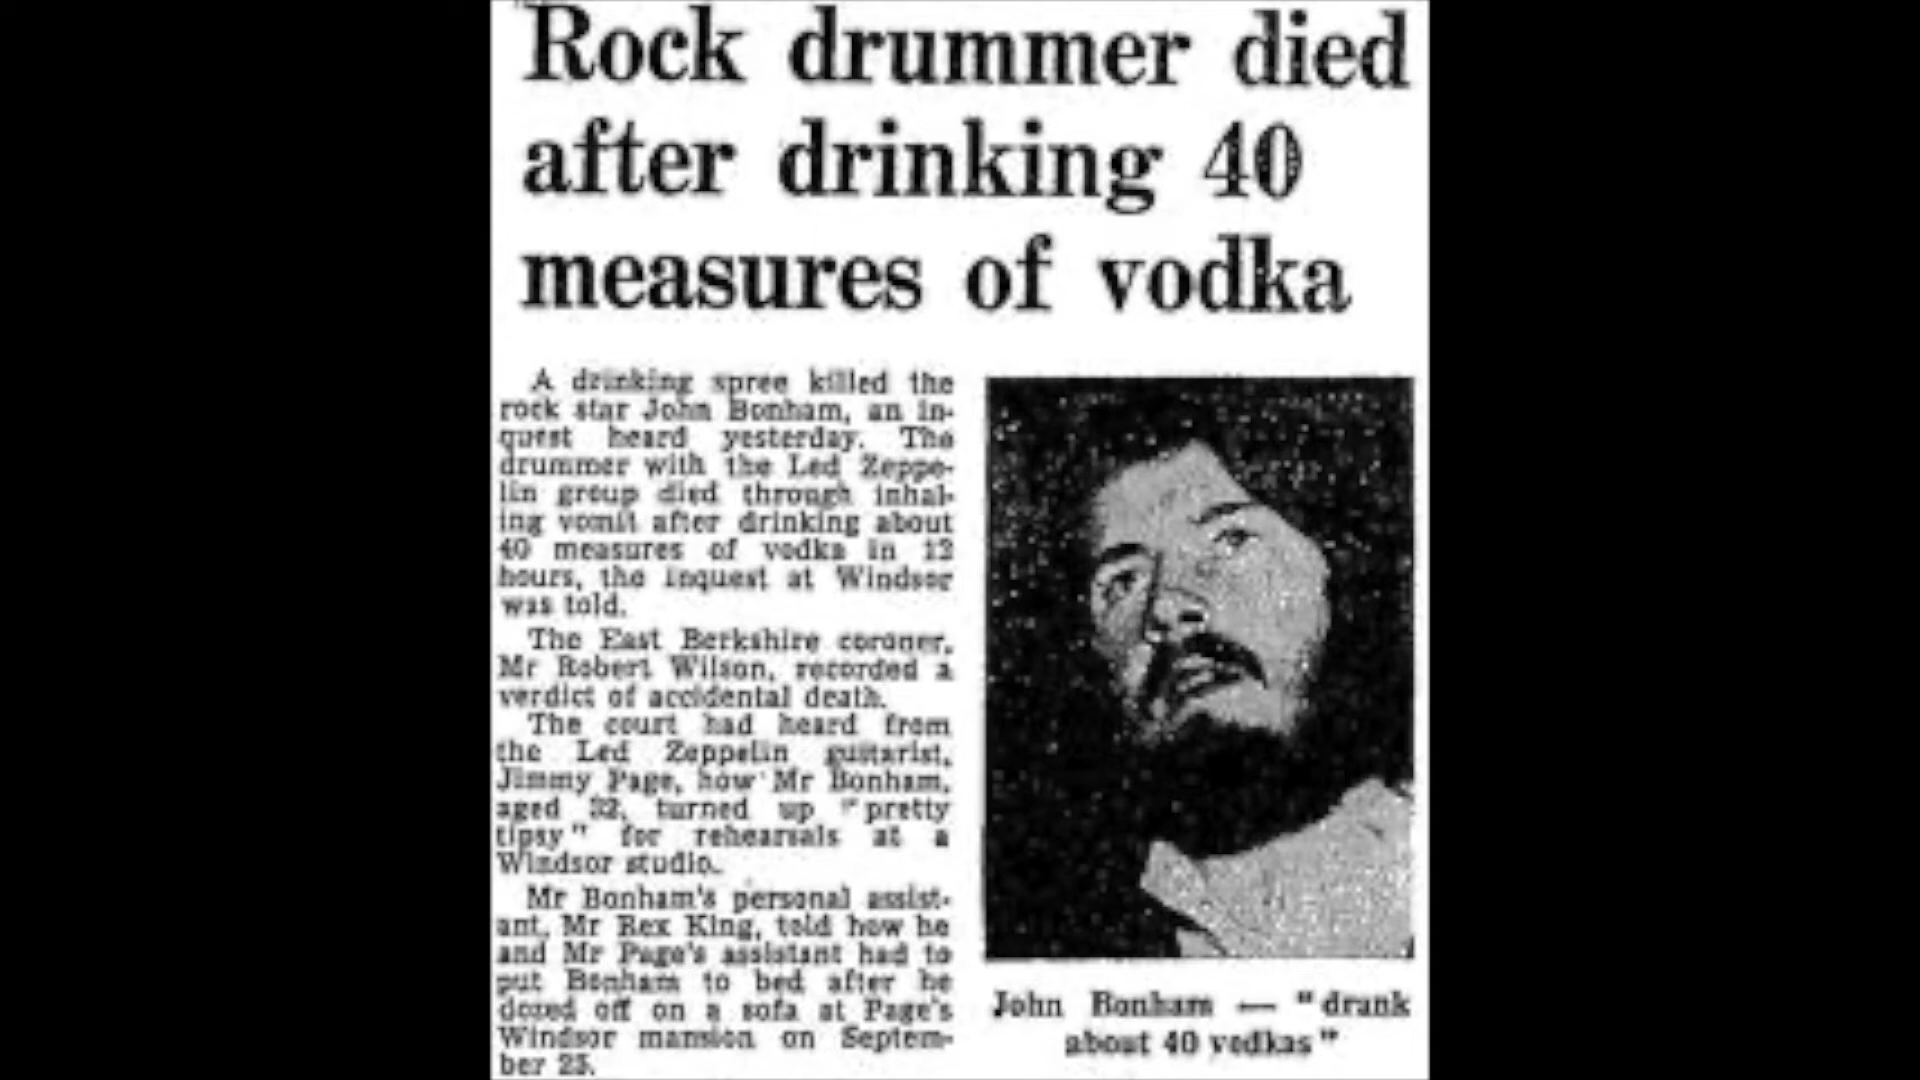 Rock drummer died
after drinking 40
measures of vodka
A drinking spree killed the
rock star John Bonham, an in-
quest heard yesterday. The
drummer with the Led Zeppe-
lin group died through inhal-
ing vomit after drinking about
40 measures of vodka in 12
hours, the inquest at Windsor
was told.
The East Berkshire coroner,
Mr Robert Wilson, recorded a
verdict of accidental death.
The court had heard from
the Led Zeppelin guitarist,
Jimmy Page, how Mr Bonham,
aged 32, turned up "pretty
tipsy" for rehearsals at a
Windsor studio.
Mr Bonham's personal assist-
ant, Mr Rex King, told how he
and Mr Page's assistant had to
put Bonham to bed after he
dozed off on a sofa at Page's
Windsor mansion on Septem-
ber 25.
John Bonham — "drank
about 40 vodkas"